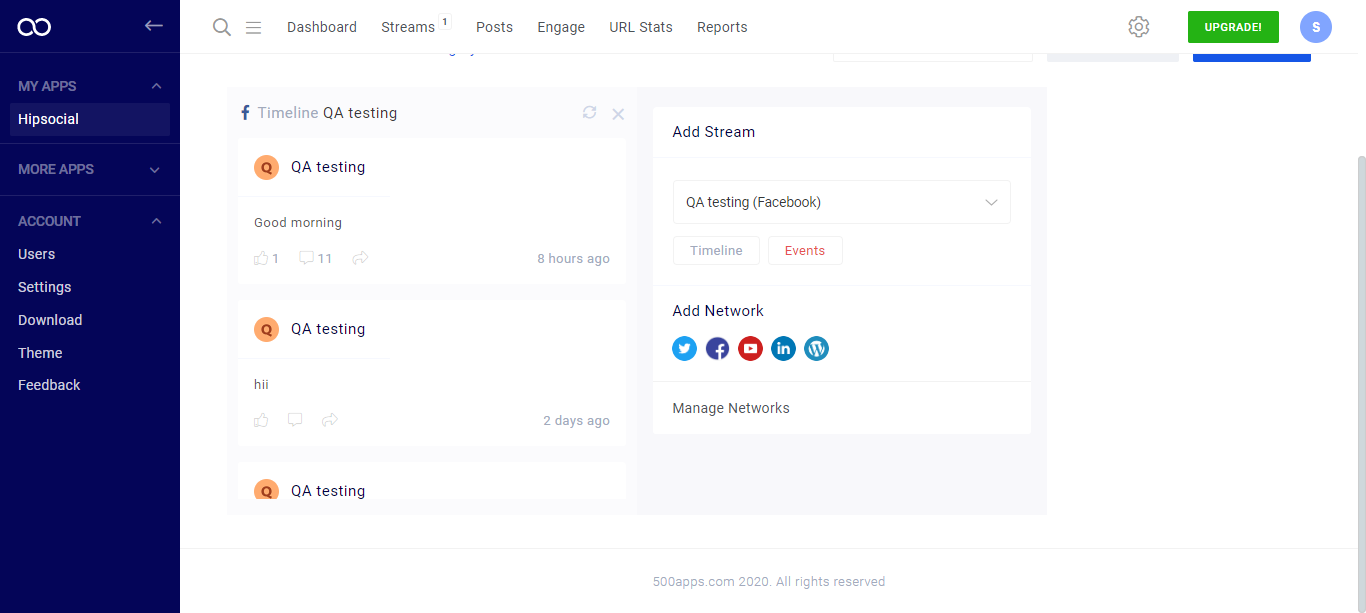 Dashboard Streams 1 Posts Engage URL Stats Reports UPGRADE! S
MY APPS
Hipsocial
MORE APPS
ACCOUNT
Users
Settings
Download
Theme
Feedback
Timeline QA testing
Q QA testing
Good morning
1 11 8 hours ago
Q QA testing
hii
2 days ago
Q QA testing
Add Stream
QA testing (Facebook)
Timeline Events
Add Network
Manage Networks
500apps.com 2020. All rights reserved